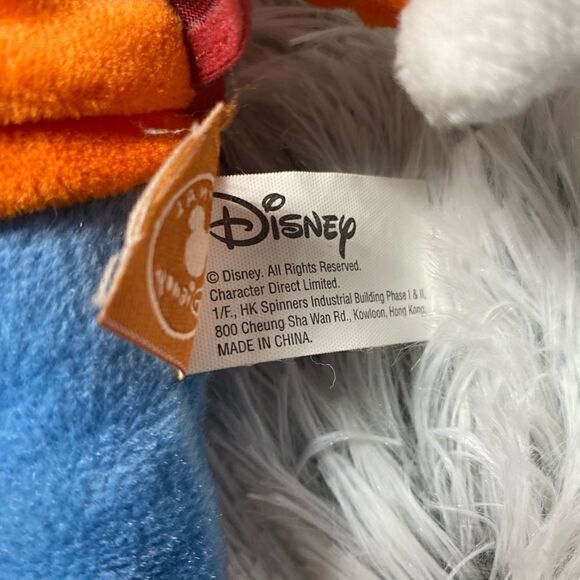 Disney
© Disney. All Rights Reserved.
Character Direct Limited.
1/F., HK Spinners Industrial Building Phase I & II,
800 Cheung Sha Wan Rd., Kowloon, Hong Kong.
MADE IN CHINA.
Disney